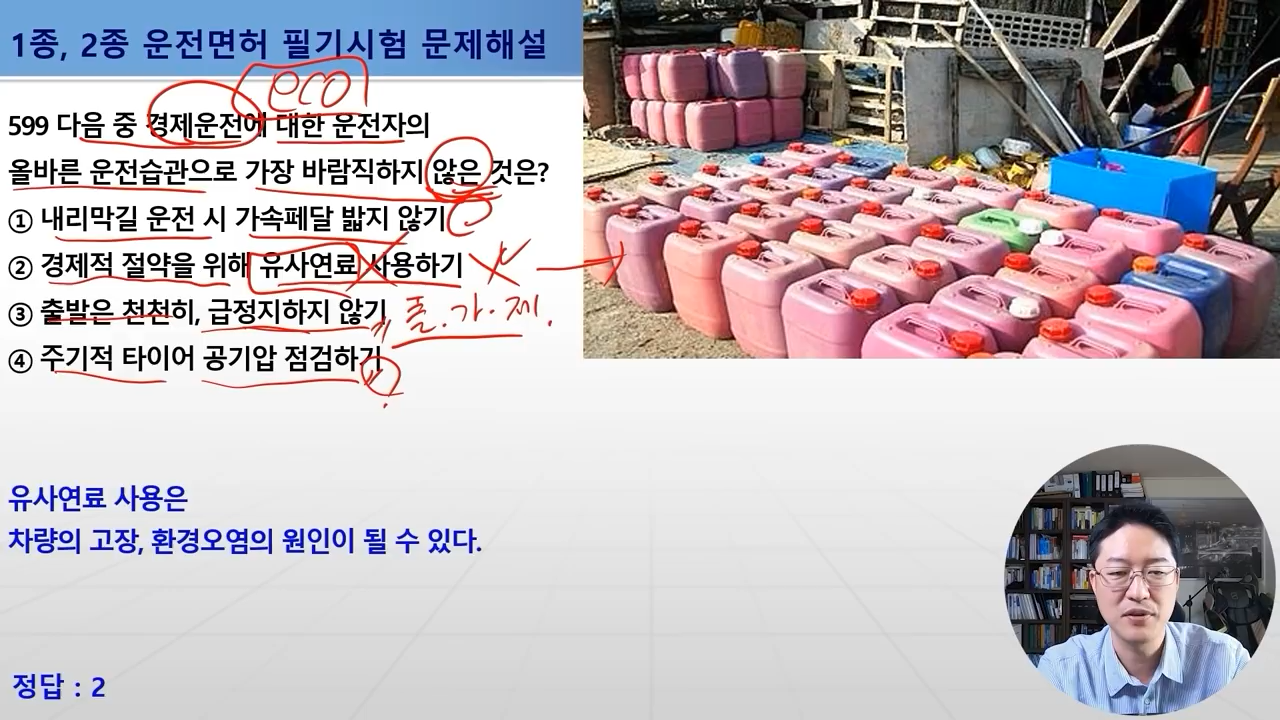 1종, 2종 운전면허 필기시험 문제해설
eco
599 다음 중 경제운전에 대한 운전자의
올바른 운전습관으로 가장 바람직하지 않은 것은?
① 내리막길 운전 시 가속페달 밟지 않기
② 경제적 절약을 위해 유사연료 사용하기
③ 출발은 천천히, 급정지하지 않기
④ 주기적 타이어 공기압 점검하기
유사연료 사용은
차량의 고장, 환경오염의 원인이 될 수 있다.
정답 : 2